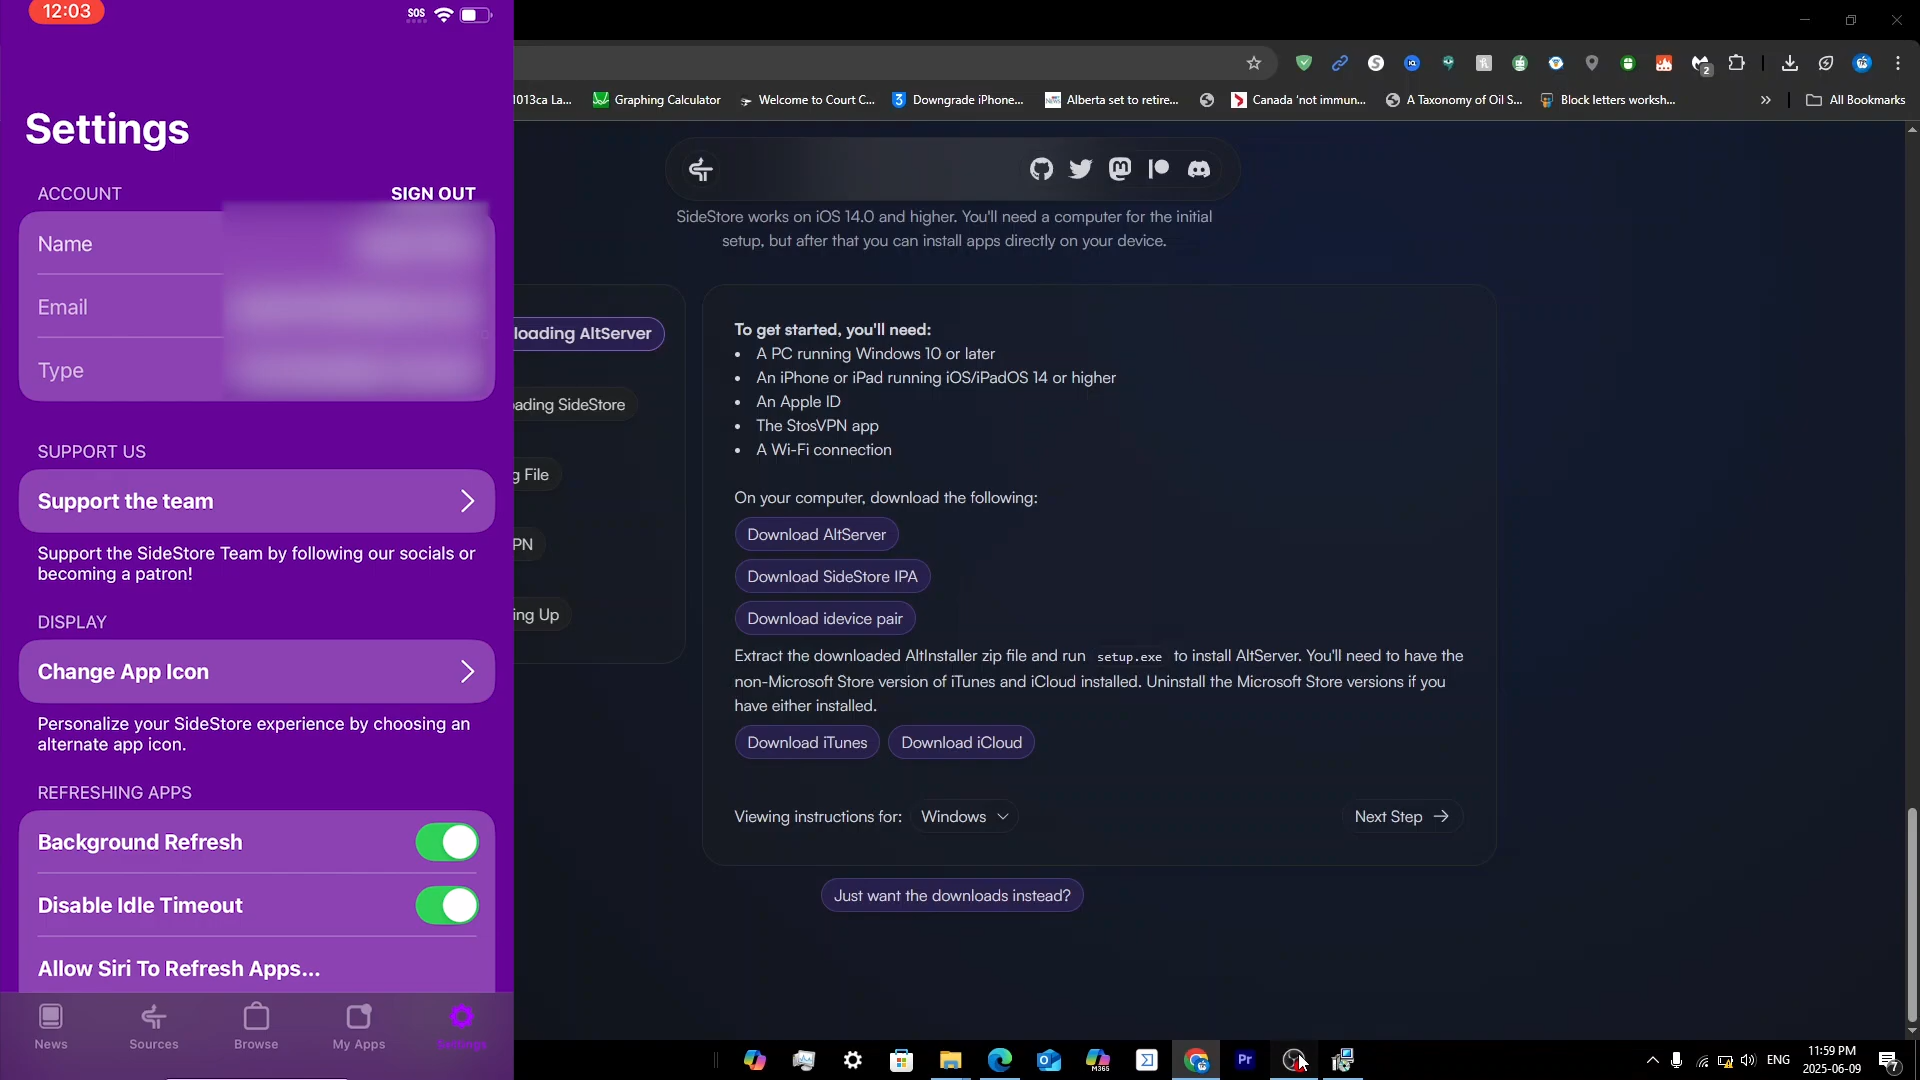 12:03
SOS
Settings
ACCOUNT
SIGN OUT
Name
Email
Type
SUPPORT US
Support the team
Support the SideStore Team by following our socials or
becoming a patron!
DISPLAY
Change App Icon
Personalize your SideStore experience by choosing an
alternate app icon.
REFRESHING APPS
Background Refresh
Disable Idle Timeout
Allow Siri To Refresh Apps...
News
Sources
Browse
My Apps
Settings
2
1013ca La...
Graphing Calculator
Welcome to Court C...
Downgrade iPhone...
Alberta set to retire...
Canada 'not immun...
A Taxonomy of Oil S...
Block letters worksh...
»
All Bookmarks
SideStore works on iOS 14.0 and higher. You'll need a computer for the initial
setup, but after that you can install apps directly on your device.
loading AltServer
ading SideStore
g File
PN
ing Up
To get started, you'll need:
• A PC running Windows 10 or later
• An iPhone or iPad running iOS/iPadOS 14 or higher
• An Apple ID
• The StosVPN app
• A Wi-Fi connection
On your computer, download the following:
Download AltServer
Download SideStore IPA
Download idevice pair
Extract the downloaded AltInstaller zip file and run setup.exe to install AltServer. You'll need to have the
non-Microsoft Store version of iTunes and iCloud installed. Uninstall the Microsoft Store versions if you
have either installed.
Download iTunes
Download iCloud
Viewing instructions for: Windows
Next Step →
Just want the downloads instead?
M365
Pr
ENG
11:59 PM
2025-06-09
7